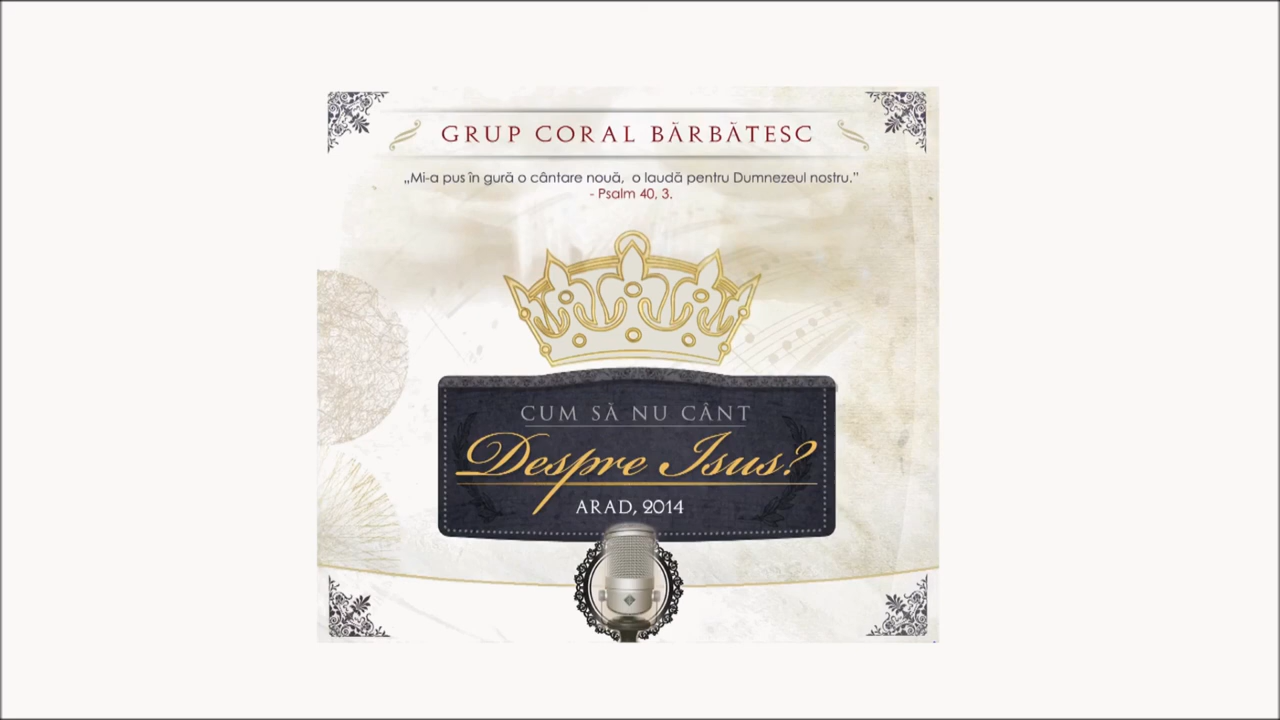 GRUP CORAL BĂRBĂTESC
„Mi-a pus în gură o cântare nouă, o laudă pentru Dumnezeul nostru.”
- Psalm 40, 3.
CUM SĂ NU CÂNT
Despre Isus?
ARAD, 2014